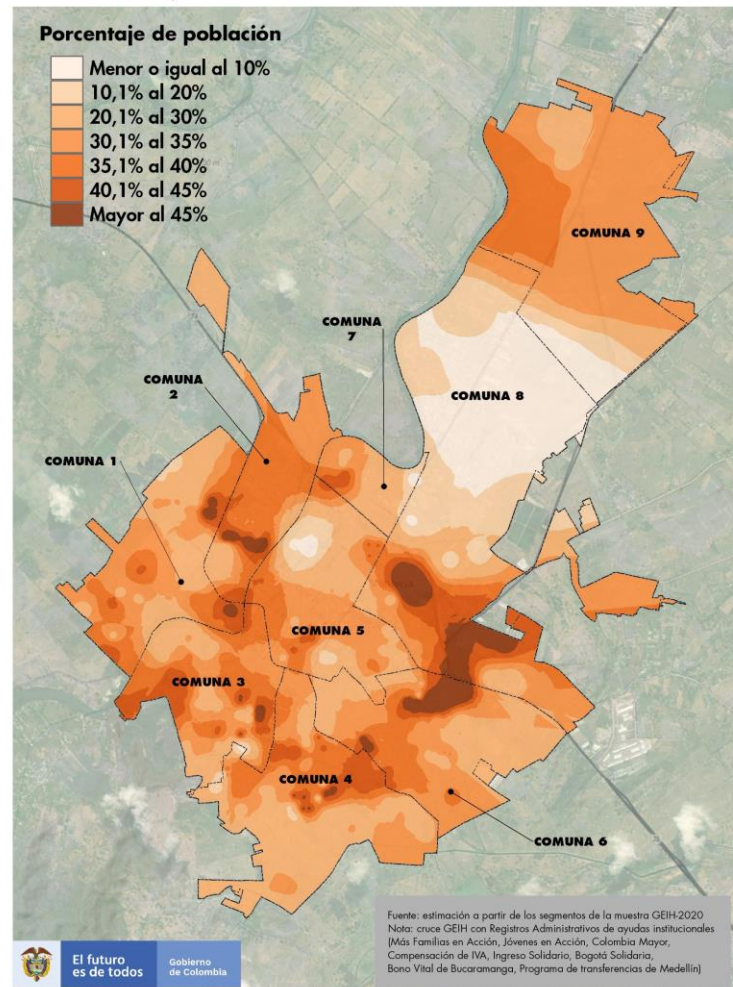 Porcentaje de población
Menor o igual al 10%
10,1% al 20%
20,1% al 30%
30,1% al 35%
35,1% al 40%
40,1% al 45%
Mayor al 45%
COMUNA 9
COMUNA
7
COMUNA
2
COMUNA 8
COMUNA 1
COMUNA 5
COMUNA 3
COMUNA 4
COMUNA 6
Fuente: estimación a partir de los segmentos de la muestra GEIH-2020
Nota: cruce GEIH con Registros Administrativos de ayudas institucionales
(Más Familias en Acción, Jóvenes en Acción, Colombia Mayor,
Compensación de IVA, Ingreso Solidario, Bogotá Solidaria,
Bono Vital de Bucaramanga, Programa de transferencias de Medellín)
El futuro
es de todos
Gobierno
de Colombia